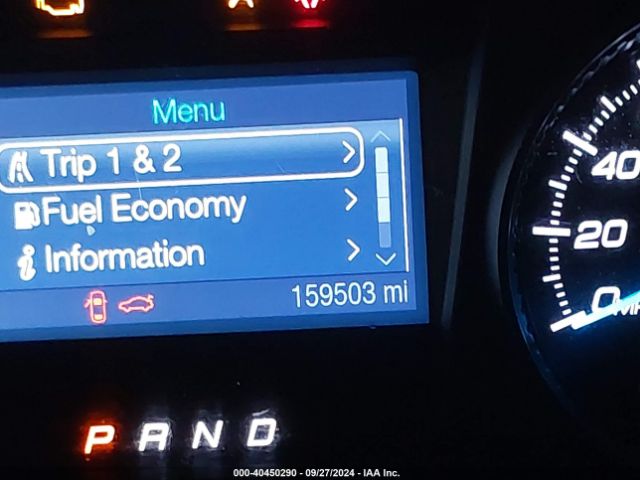 Menu
Trip 1 & 2
Fuel Economy
Information
159503 mi
40
20
0
P R N D
000-40450290 - 09/27/2024 - IAA Inc.